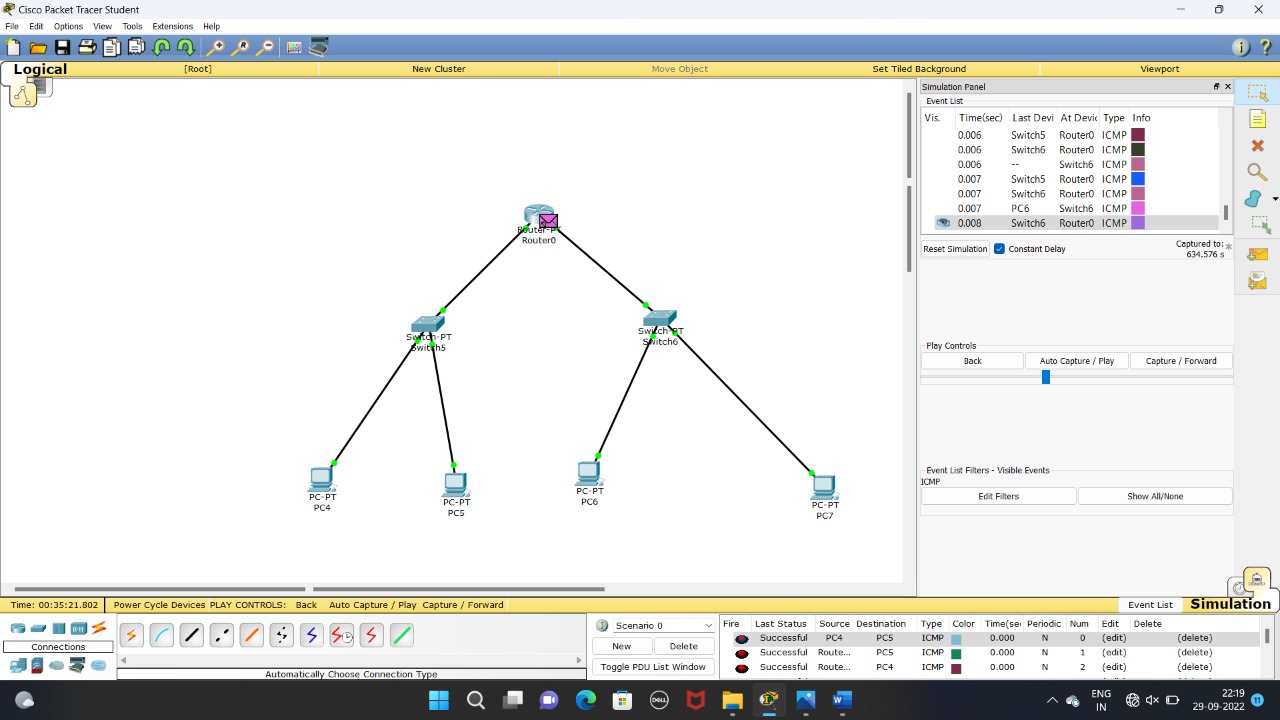 Cisco Packet Tracer Student
File Edit Options View Tools Extensions Help
Logical [Root] New Cluster Move Object Set Tiled Background Viewport
Simulation Panel
Event List
Vis. Time(sec) Last Devi At Devic Type Info
0.006 Switch5 Router0 ICMP
0.006 Switch6 Router0 ICMP
0.006 -- Switch6 ICMP
0.007 Switch5 Router0 ICMP
0.007 Switch6 Router0 ICMP
0.007 PC6 Switch6 ICMP
0.008 Switch6 Router0 ICMP
Reset Simulation Constant Delay Captured to: *
634.576 s
Play Controls
Back Auto Capture / Play Capture / Forward
Event List Filters - Visible Events
ICMP
Edit Filters Show All/None
Router-PT
Router0
Switch-PT
Switch5
Switch-PT
Switch6
PC-PT
PC4
PC-PT
PC5
PC-PT
PC6
PC-PT
PC7
Time: 00:35:21.802 Power Cycle Devices PLAY CONTROLS: Back Auto Capture / Play Capture / Forward Event List Simulation
Connections
Automatically Choose Connection Type
Scenario 0
New Delete
Toggle PDU List Window
Fire Last Status Source Destination Type Color Time(sec Periodic Num Edit Delete
Successful PC4 PC5 ICMP 0.000 N 0 (edit) (delete)
Successful Route... PC5 ICMP 0.000 N 1 (edit) (delete)
Successful Route... PC4 ICMP 0.000 N 2 (edit) (delete)
DELL
ENG
IN
22:19
29-09-2022
11